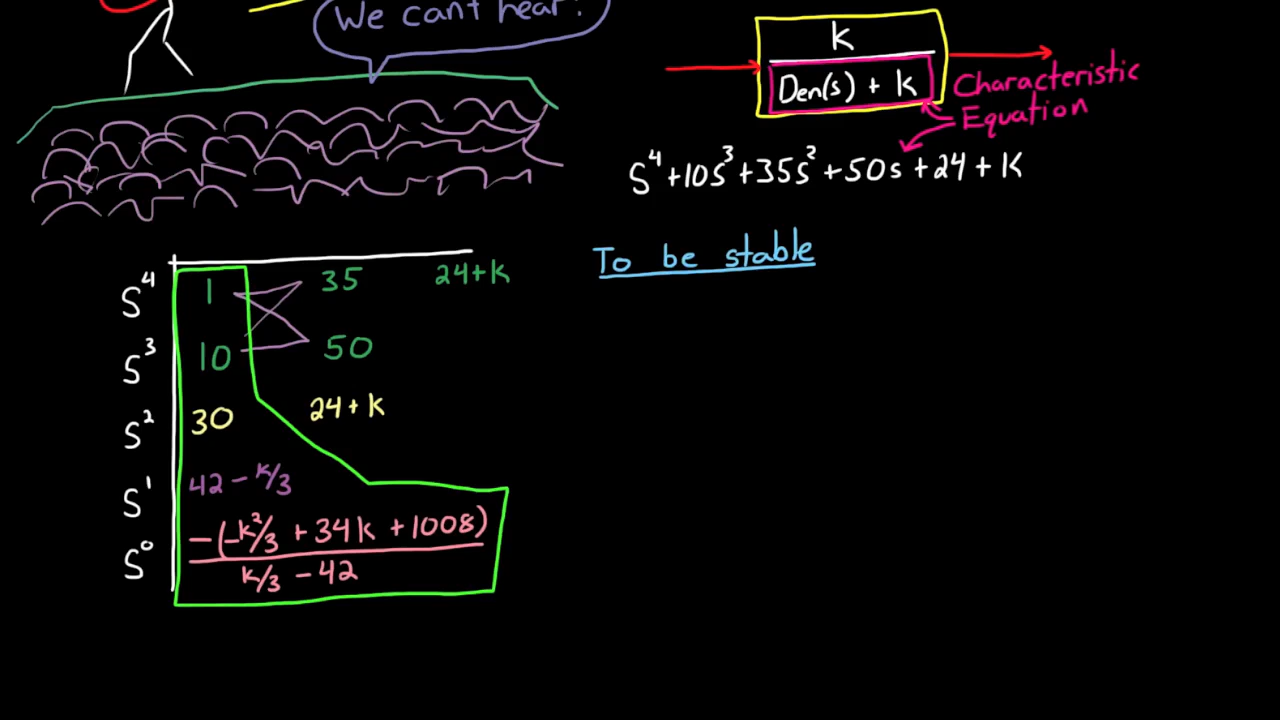 We can't hear!
K
Den(s) + K
Characteristic
Equation
S⁴+10S³+35S²+50s+24+K
To be stable
S⁴ 1 35 24+K
S³ 10 50
S² 30 24+K
S¹ 42-K/3
S⁰ -(-K²/3 + 34K + 1008)
K/3 - 42